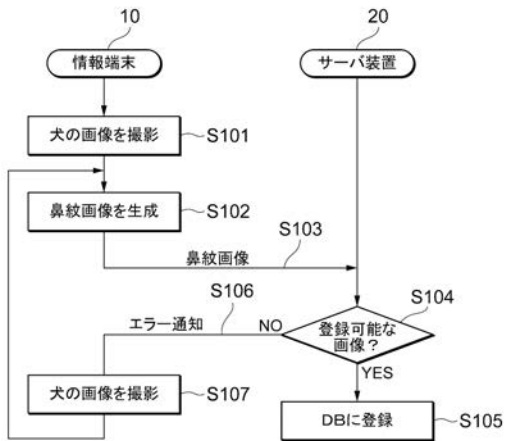 10
20
情報端末
サーバ装置
犬の画像を撮影
S101
鼻紋画像を生成
S102
S103
鼻紋画像
S106
S104
エラー通知
NO
登録可能な
画像？
YES
犬の画像を撮影
S107
DBに登録
S105